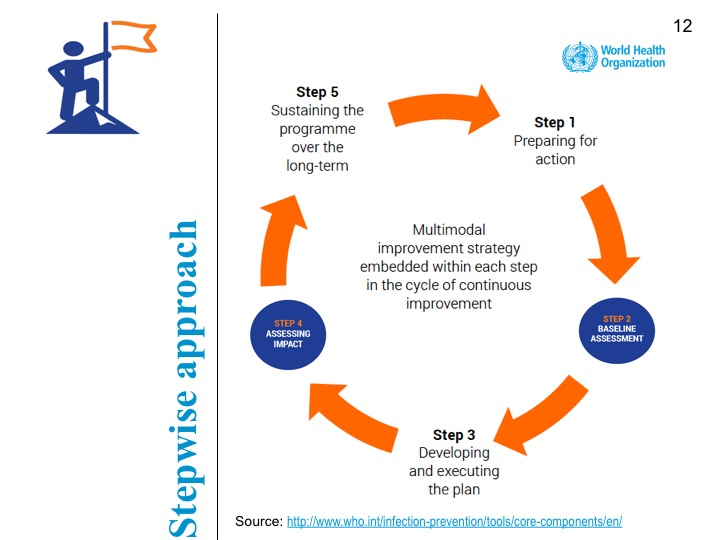 12
World Health
Organization
Step 5
Sustaining the
programme
over the
long-term
Step 1
Preparing for
action
Multimodal
improvement strategy
embedded within each step
in the cycle of continuous
improvement
STEP 4
ASSESSING
IMPACT
STEP 2
BASELINE
ASSESSMENT
Step 3
Developing
and executing
the plan
Stepwise approach
Source: http://www.who.int/infection-prevention/tools/core-components/en/